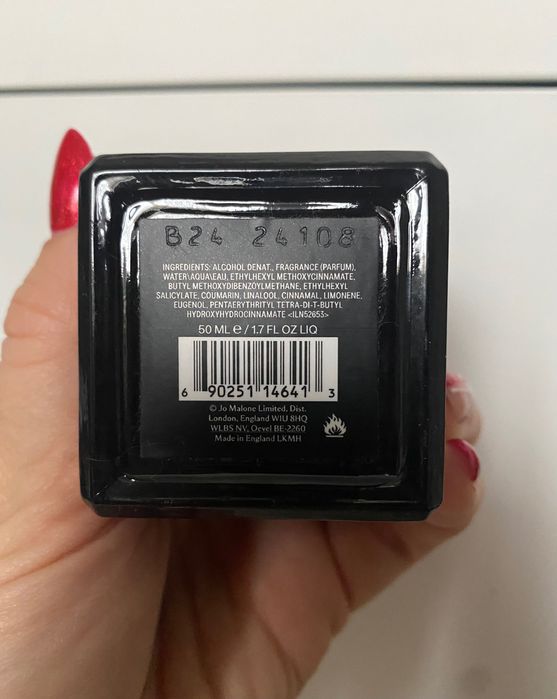 B24 24108
INGREDIENTS: ALCOHOL DENAT., FRAGRANCE (PARFUM),
WATER\AQUA\EAU, ETHYLHEXYL METHOXYCINNAMATE,
BUTYL METHOXYDIBENZOYLMETHANE, ETHYLHEXYL
SALICYLATE, COUMARIN, LINALOOL, CINNAMAL, LIMONENE,
EUGENOL, PENTAERYTHRITYL TETRA-DI-T-BUTYL
HYDROXYHYDROCINNAMATE <ILN52653>
50 ML e / 1.7 FL OZ LIQ
6 90251 14641 3
© Jo Malone Limited, Dist.
London, England W1U 8HQ
WLBS NV, Oevel BE-2260
Made in England LKMH